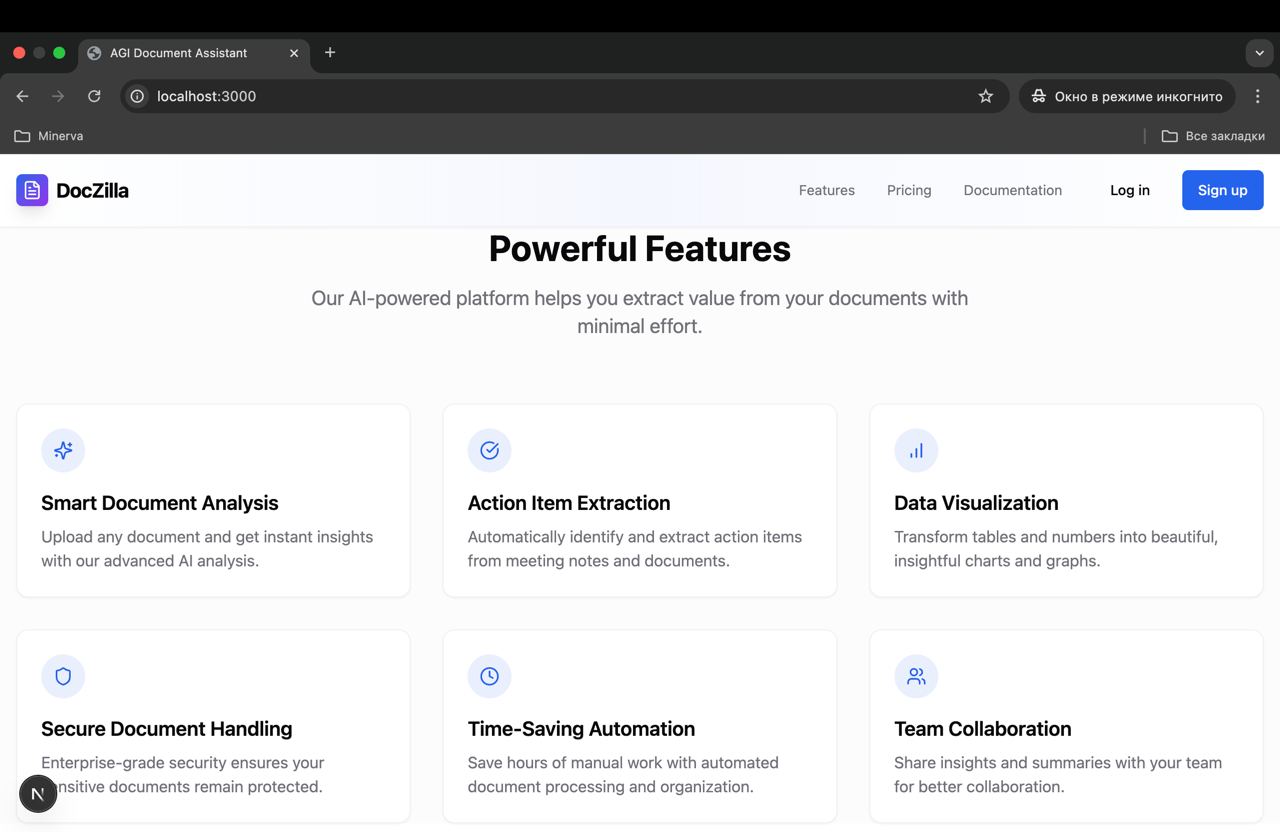 AGI Document Assistant
localhost:3000
Окно в режиме инкогнито
Minerva
Все закладки
DocZilla
Features
Pricing
Documentation
Log in
Sign up
Powerful Features
Our AI-powered platform helps you extract value from your documents with
minimal effort.
Smart Document Analysis
Upload any document and get instant insights
with our advanced AI analysis.
Action Item Extraction
Automatically identify and extract action items
from meeting notes and documents.
Data Visualization
Transform tables and numbers into beautiful,
insightful charts and graphs.
Secure Document Handling
Enterprise-grade security ensures your
nsitive documents remain protected.
Time-Saving Automation
Save hours of manual work with automated
document processing and organization.
Team Collaboration
Share insights and summaries with your team
for better collaboration.
N